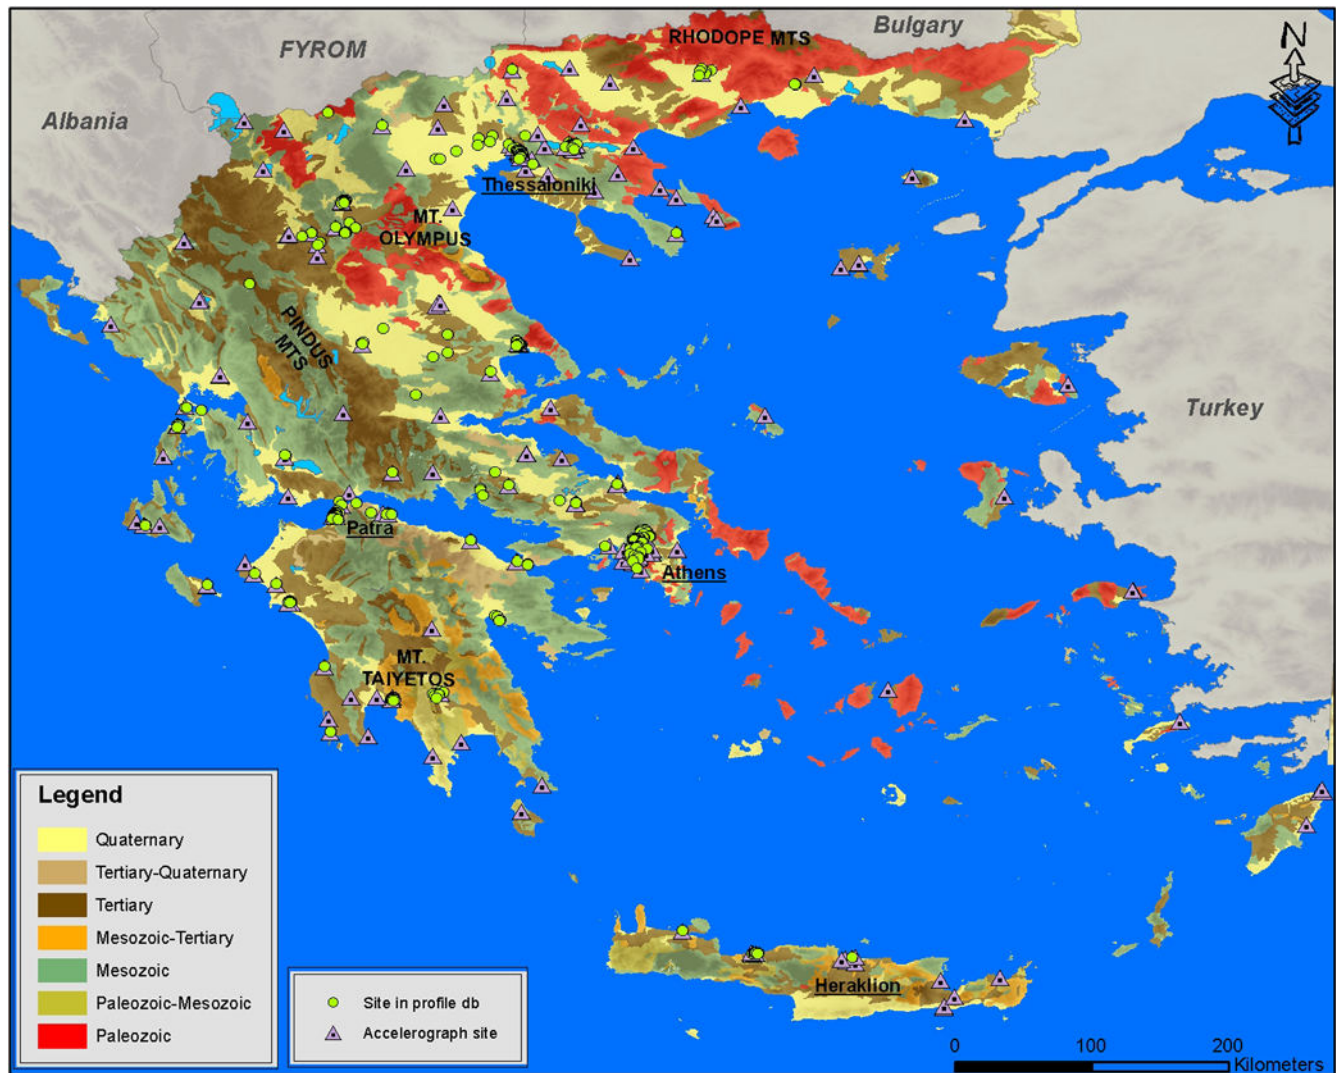 RHODOPE MTS
Bulgary
N
FYROM
Albania
Thessaloniki
MT.
OLYMPUS
PINDUS
MTS
Turkey
Patra
Athens
MT.
TAIYETOS
Legend
Quaternary
Tertiary-Quaternary
Tertiary
Mesozoic-Tertiary
Mesozoic
Paleozoic-Mesozoic
Paleozoic
Site in profile db
Accelerograph site
Heraklion
0 100 200
Kilometers